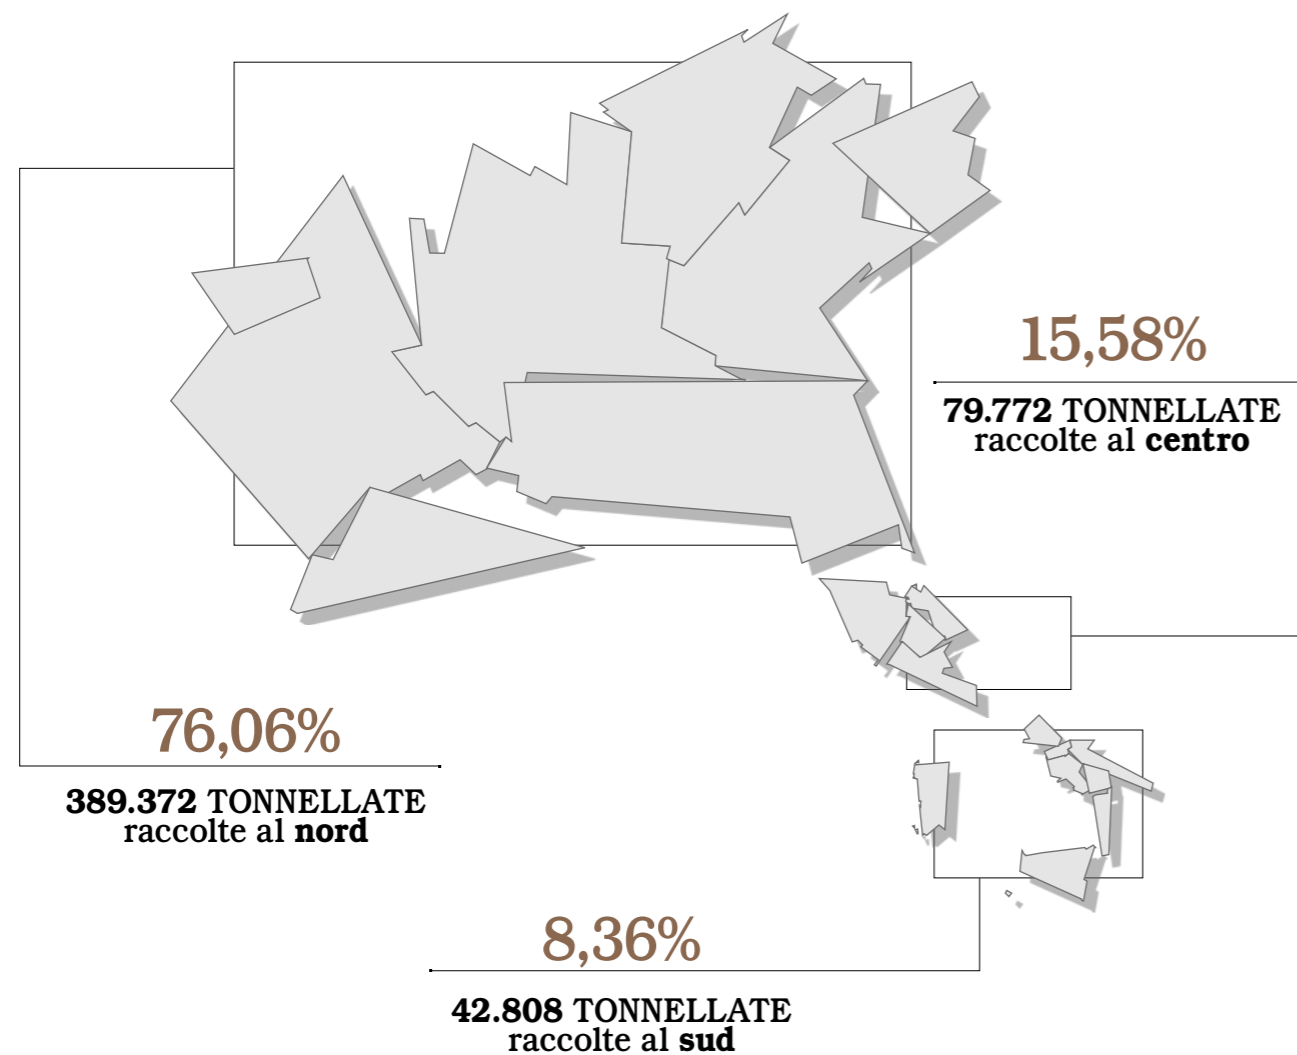 15,58%
79.772 TONNELLATE
raccolte al centro
76,06%
389.372 TONNELLATE
raccolte al nord
8,36%
42.808 TONNELLATE
raccolte al sud